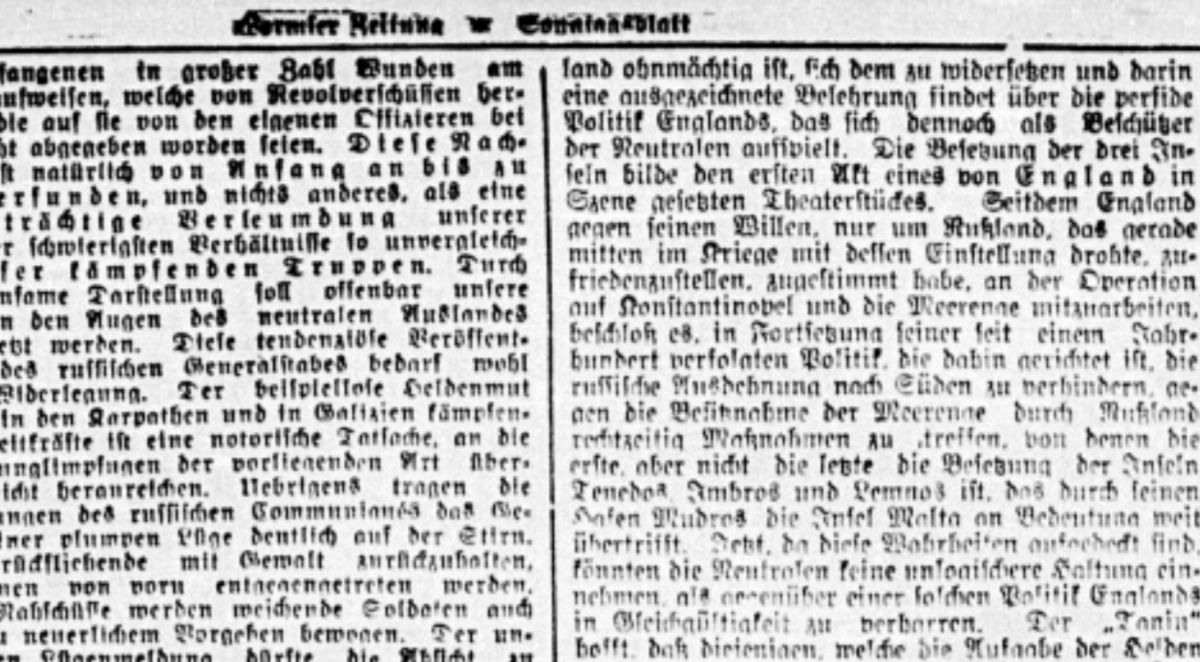 Wormser Zeitung Sonntagsblatt
fangenen in großer Zahl Wunden am
aufweisen, welche von Revolverschüssen her-
die auf sie von den eigenen Offizieren bei
ht abgegeben worden seien. Diese Nach-
st natürlich von Anfang an bis zu
erfunden, und nichts anderes, als eine
trächtige Verleumdung unserer
r schwierigsten Verhältnisse so unvergleich-
fer kämpfenden Truppen. Durch
nfame Darstellung soll offenbar unsere
n den Augen des neutralen Auslandes
etzt werden. Diese tendenziöse Veröffent-
des russischen Generalstabes bedarf wohl
Widerlegung. Der beispiellose Heldenmut
in den Karpathen und in Galizien kämpfen-
eitkräfte ist eine notorische Tatsache, an die
unglimpfugen der vorliegenden Art über-
icht heranreichen. Uebrigens tragen die
ungen des russischen Communiqués das Ge-
iner plumpen Lüge deutlich auf der Stirn.
rückfliehende mit Gewalt zurückzuhalten,
nen von vorn entgegengetreten werden,
Nahschüsse werden weichende Soldaten auch
u neuerlichem Vorgehen bewogen. Der un-
en Lügenmeldung dürfte die Absicht zu
land ohnmächtig ist, sich dem zu widersetzen und darin
eine ausgezeichnete Belehrung findet über die perfide
Politik Englands, das sich dennoch als Beschützer
der Neutralen aufspielt. Die Besetzung der drei In-
seln bilde den ersten Akt eines von England in
Szene gesetzten Theaterstückes. Seitdem England
gegen seinen Willen, nur um Rußland, das gerade
mitten im Kriege mit dessen Einstellung drohte, zu-
friedenzustellen, zugestimmt habe, an der Operation
auf Konstantinopel und die Meerenge mitzuarbeiten,
beschloß es, in Fortsetzung seiner seit einem Jahr-
hundert verfolgten Politik, die dahin gerichtet ist, die
russische Ausdehnung nach Süden zu verhindern, ge-
gen die Besitznahme der Meerenge durch Rußland
rechtzeitig Maßnahmen zu treffen, von denen die
erste, aber nicht die letzte die Besetzung der Inseln
Tenedos, Imbros und Lemnos ist, das durch seinen
Hafen Mudros die Insel Malta an Bedeutung weit
übertrifft. Jetzt, da diese Wahrheiten aufgedeckt sind,
könnten die Neutralen keine unlogischere Haltung ein-
nehmen, als gegenüber einer solchen Politik Englands
in Gleichgültigkeit zu verharren. Der „Tanin"
hofft, daß diejenigen, welche die Aufgabe der Helden